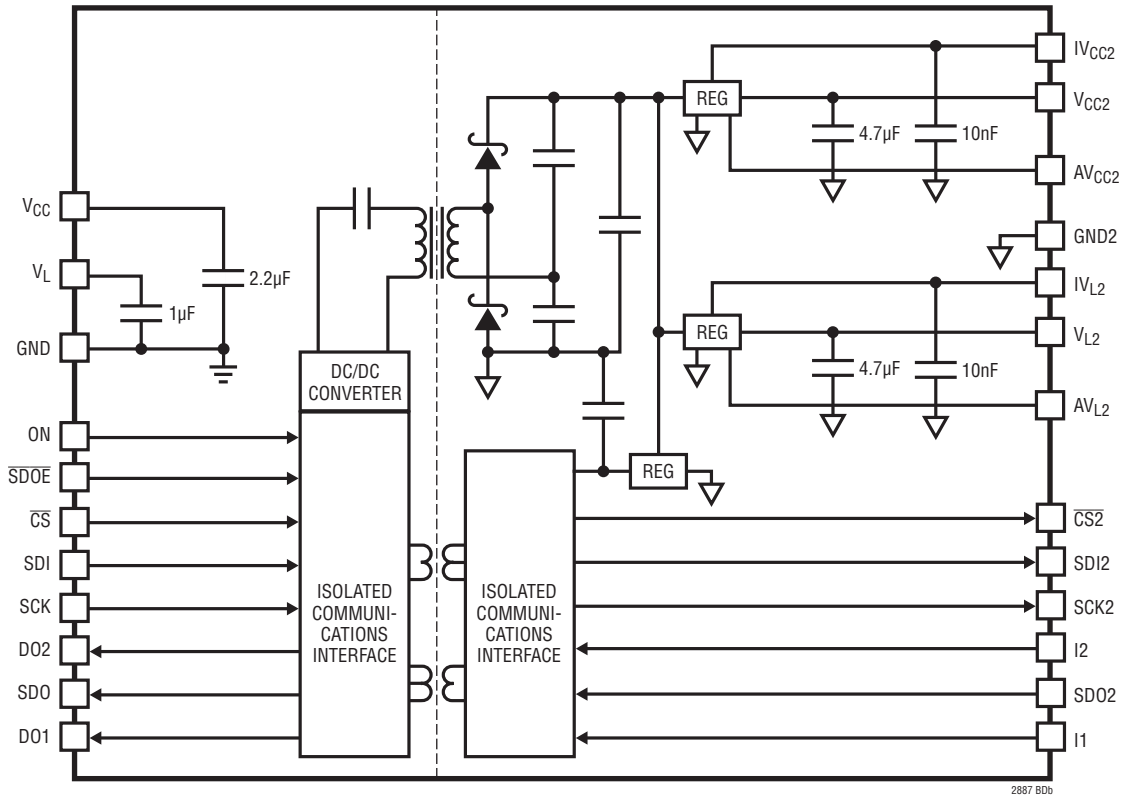 VCC
VL
GND
ON
SDOE
CS
SDI
SCK
DO2
SDO
DO1
2.2µF
1µF
DC/DC
CONVERTER
ISOLATED
COMMUNI-
CATIONS
INTERFACE
ISOLATED
COMMUNI-
CATIONS
INTERFACE
REG
REG
REG
4.7µF
10nF
4.7µF
10nF
IVCC2
VCC2
AVCC2
GND2
IVL2
VL2
AVL2
CS2
SDI2
SCK2
I2
SDO2
I1
2887 BDb